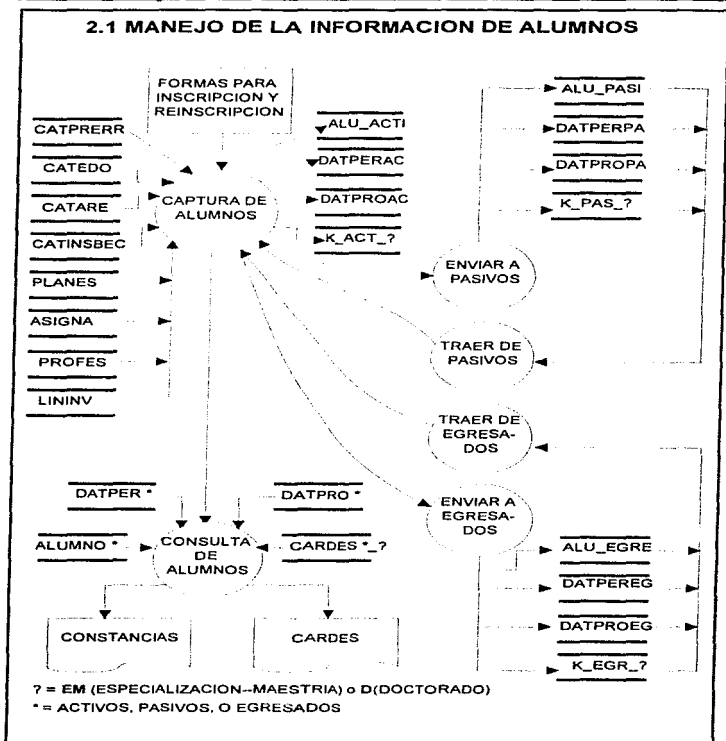 2.1 MANEJO DE LA INFORMACION DE ALUMNOS
FORMAS PARA
INSCRIPCION Y
REINSCRIPCION
CATPRERR
CATEDO
CATARE
CATINSBEC
PLANES
ASIGNA
PROFES
LININV
CAPTURA DE
ALUMNOS
ALU_ACTI
DATPERAC
DATPROAC
K_ACT_?
ALU_PASI
DATPERPA
DATPROPA
K_PAS_?
ENVIAR A
PASIVOS
TRAER DE
PASIVOS
TRAER DE
EGRESA-
DOS
ENVIAR A
EGRESA-
DOS
ALU_EGRE
DATPEREG
DATPROEG
K_EGR_?
DATPER *
DATPRO *
ALUMNO *
CONSULTA
DE
ALUMNOS
CARDES *_?
CONSTANCIAS
CARDES
? = EM (ESPECIALIZACION--MAESTRIA) o D(DOCTORADO)
* = ACTIVOS, PASIVOS, O EGRESADOS